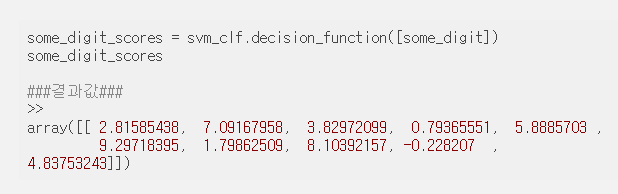 some_digit_scores = svm_clf.decision_function([some_digit])
some_digit_scores
###결과값###
>>
array([[ 2.81585438, 7.09167958, 3.82972099, 0.79365551, 5.8885703 ,
9.29718395, 1.79862509, 8.10392157, -0.228207 ,
4.83753243]])